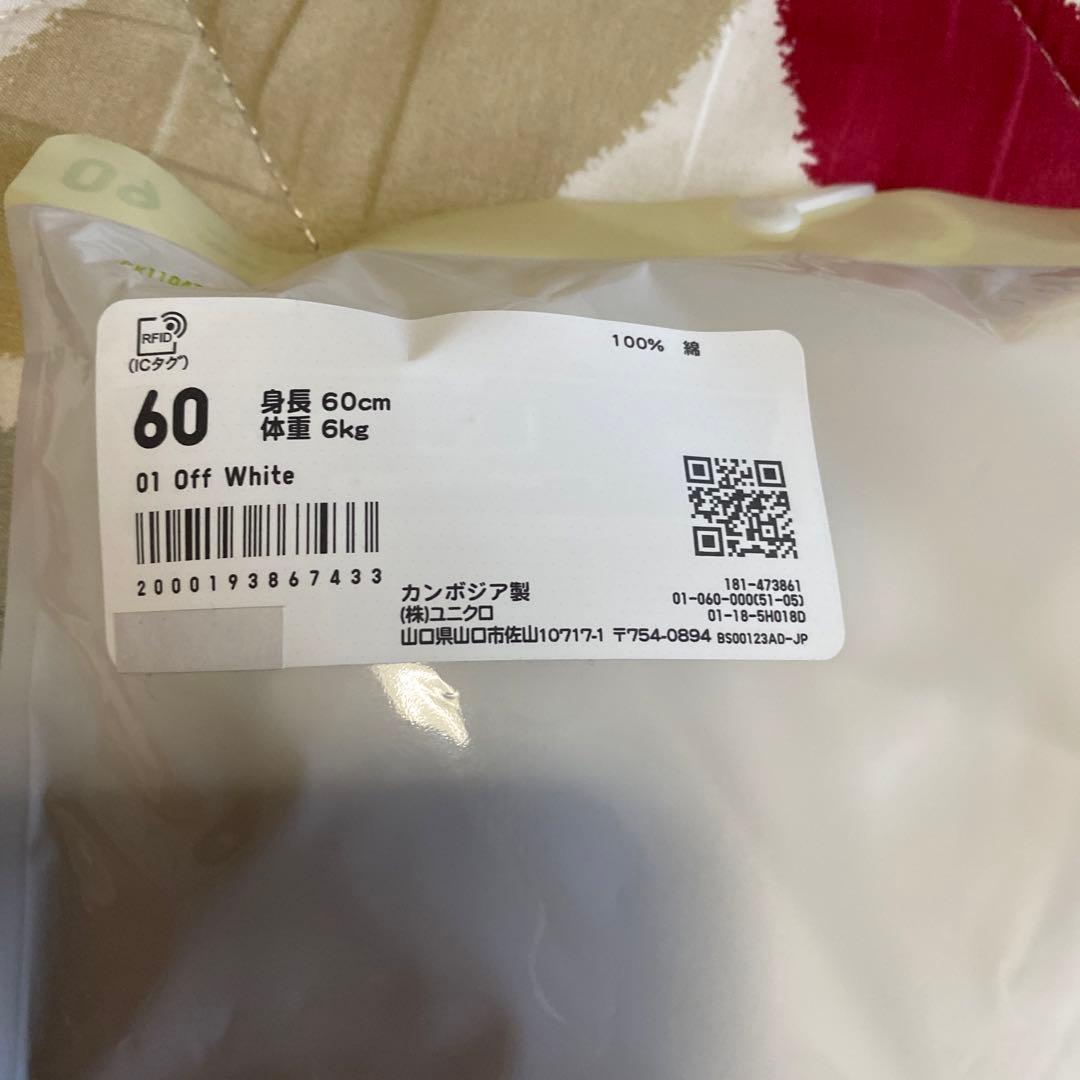 60
RFID
(ICタグ)
100% 綿
60
身長 60cm
体重 6kg
01 Off White
2000193867433
カンボジア製
(株)ユニクロ
山口県山口市佐山10717-1 〒754-0894
181-473861
01-060-000(51-05)
01-18-5H018D
BS00123AD-JP